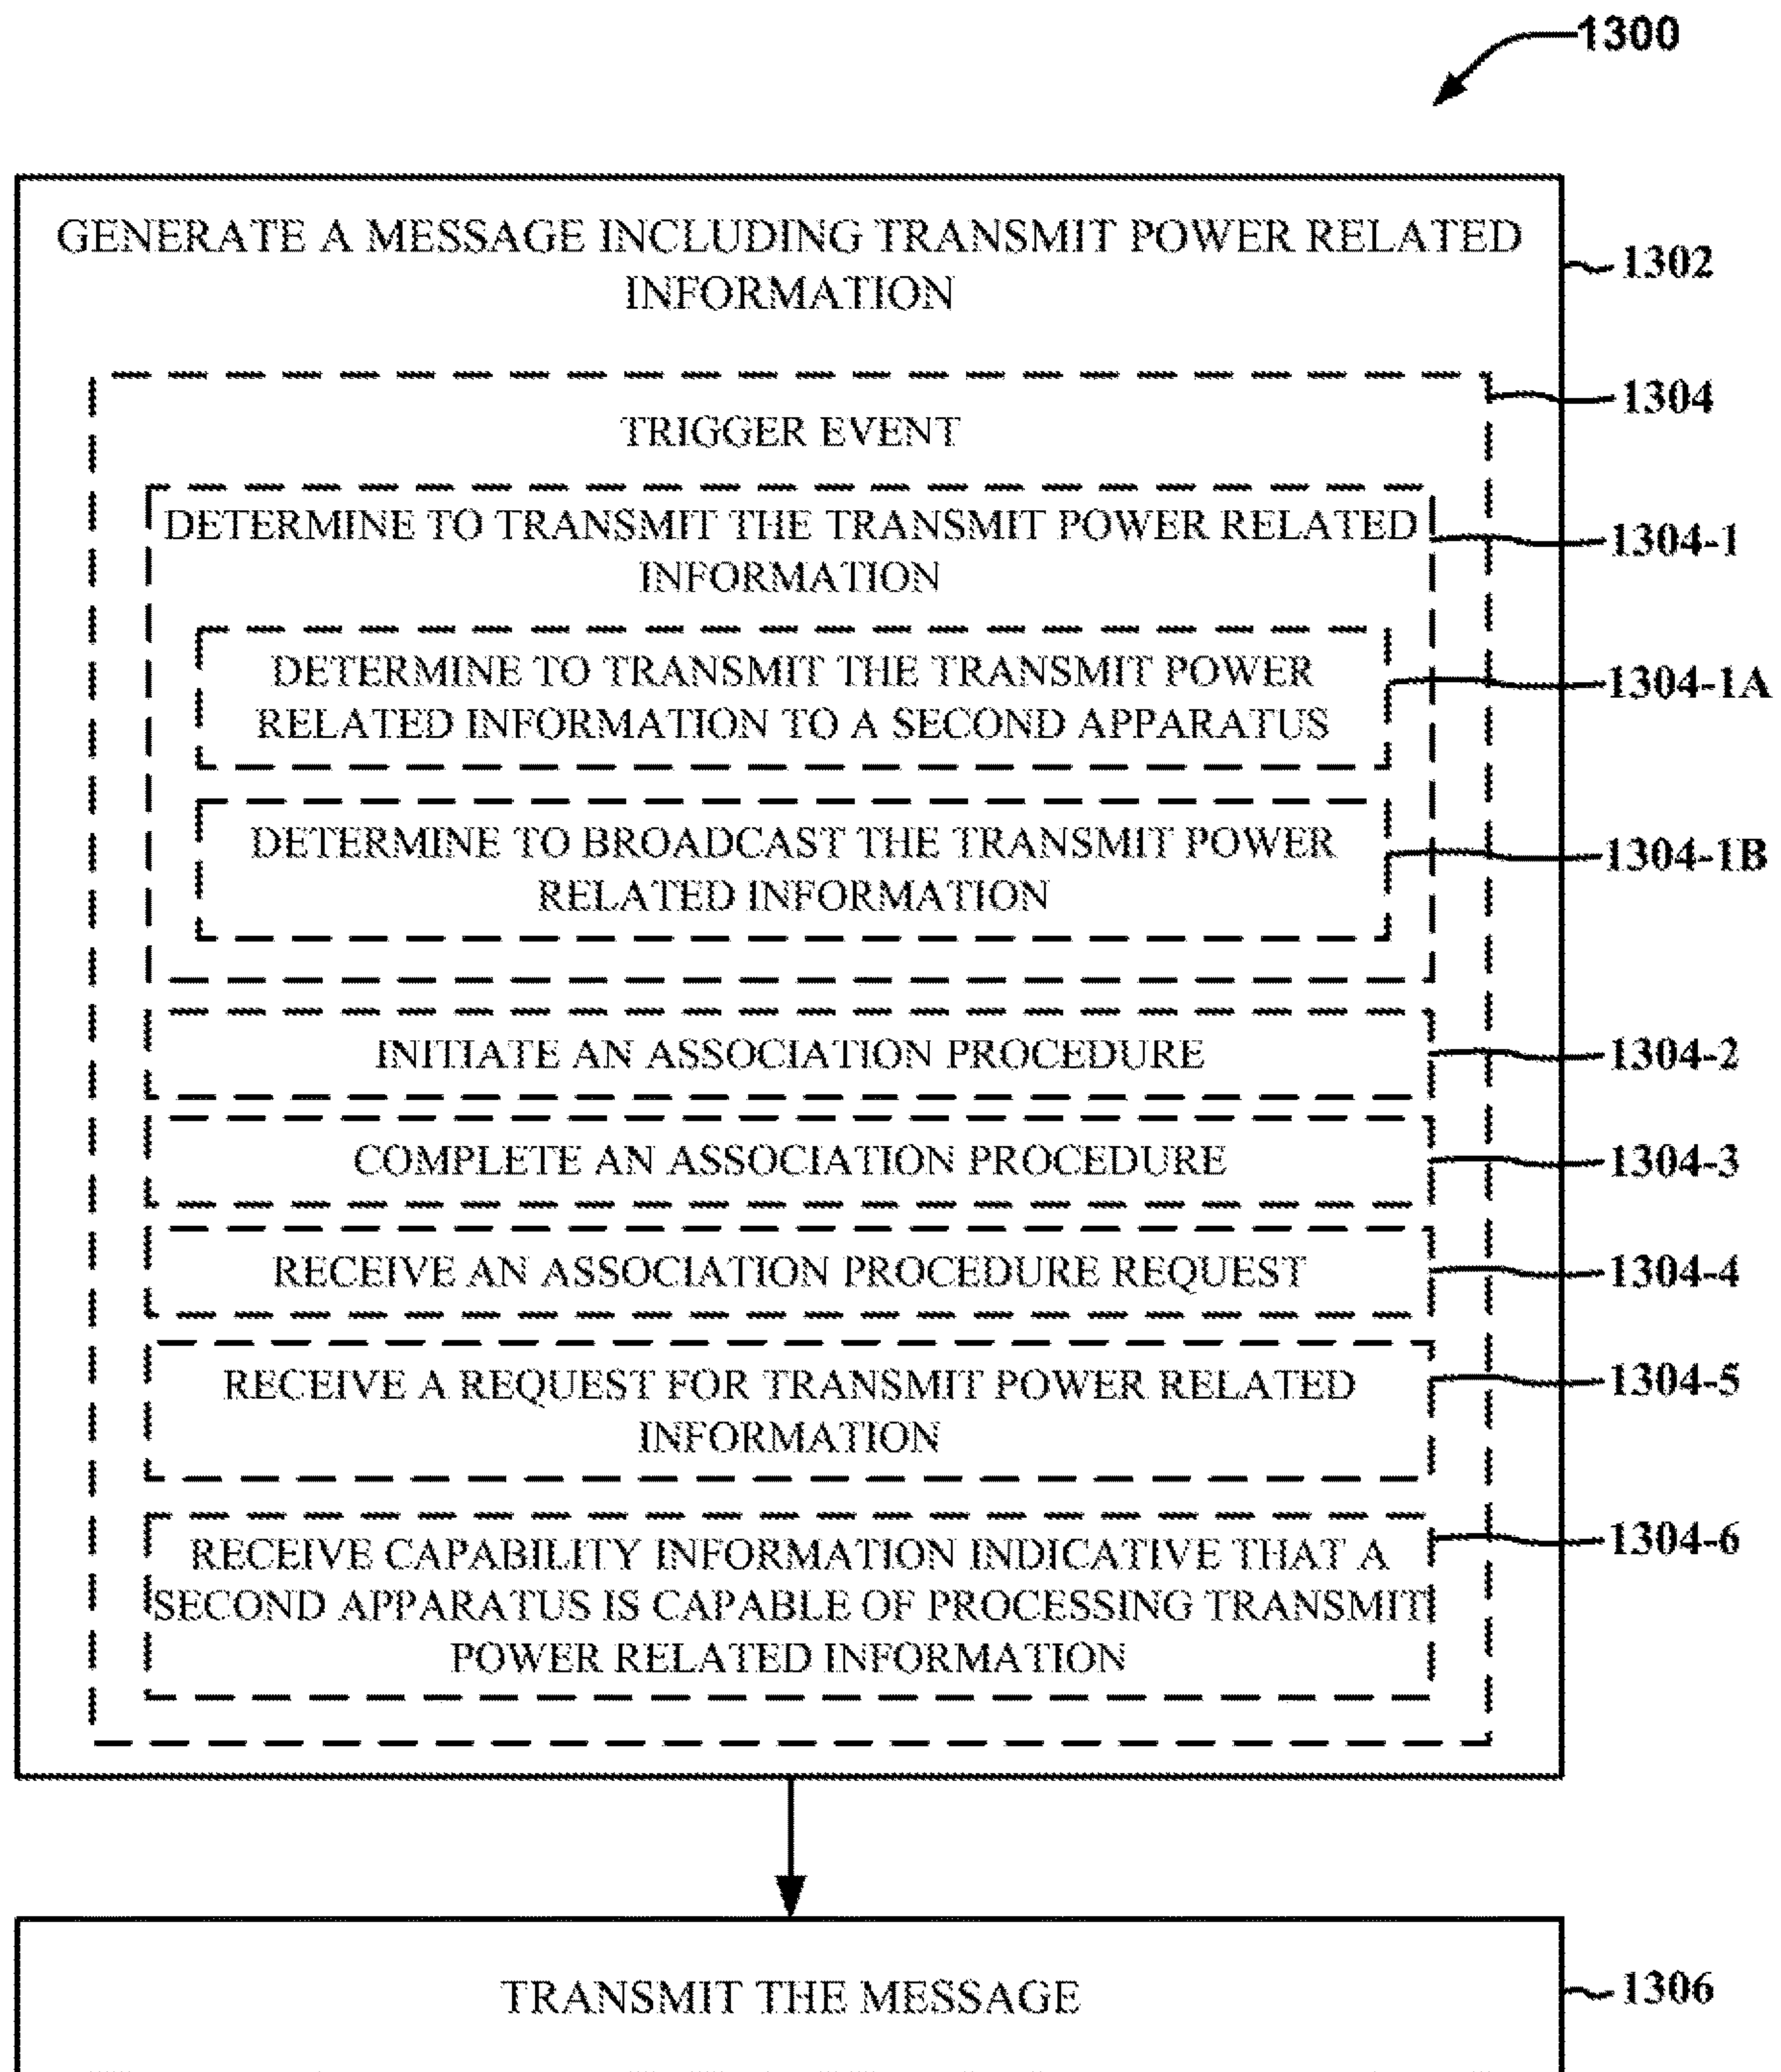 1300
GENERATE A MESSAGE INCLUDING TRANSMIT POWER RELATED
INFORMATION
1302
1304
TRIGGER EVENT
DETERMINE TO TRANSMIT THE TRANSMIT POWER RELATED
INFORMATION
1304-1
DETERMINE TO TRANSMIT THE TRANSMIT POWER
RELATED INFORMATION TO A SECOND APPARATUS
1304-1A
DETERMINE TO BROADCAST THE TRANSMIT POWER
RELATED INFORMATION
1304-1B
INITIATE AN ASSOCIATION PROCEDURE
1304-2
COMPLETE AN ASSOCIATION PROCEDURE
1304-3
RECEIVE AN ASSOCIATION PROCEDURE REQUEST
1304-4
RECEIVE A REQUEST FOR TRANSMIT POWER RELATED
INFORMATION
1304-5
RECEIVE CAPABILITY INFORMATION INDICATIVE THAT A
SECOND APPARATUS IS CAPABLE OF PROCESSING TRANSMIT
POWER RELATED INFORMATION
1304-6
TRANSMIT THE MESSAGE
1306